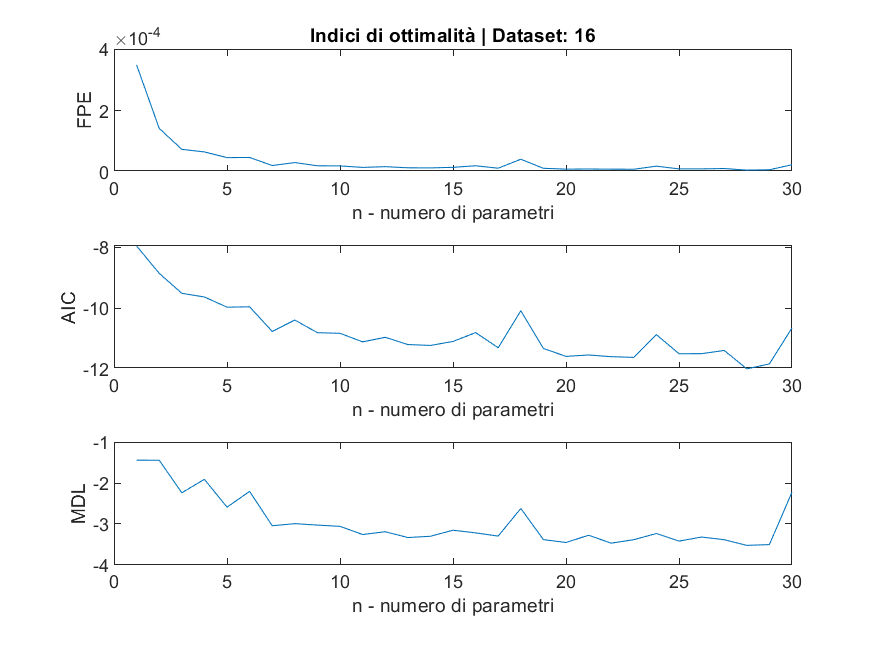 Indici di ottimalità | Dataset: 16
×10-4
4
2
0
FPE
0 5 10 15 20 25 30
n - numero di parametri
-8
-10
-12
AIC
0 5 10 15 20 25 30
n - numero di parametri
-1
-2
-3
-4
MDL
0 5 10 15 20 25 30
n - numero di parametri